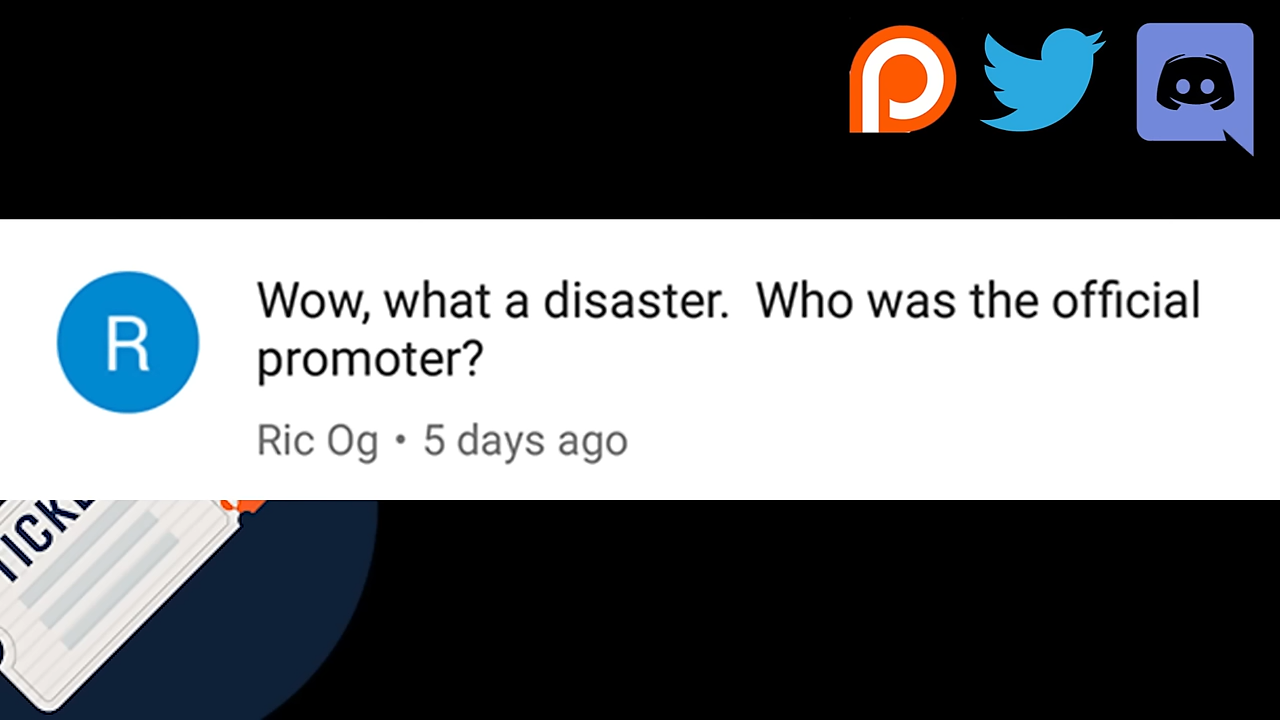 R
Wow, what a disaster.  Who was the official
promoter?
Ric Og • 5 days ago